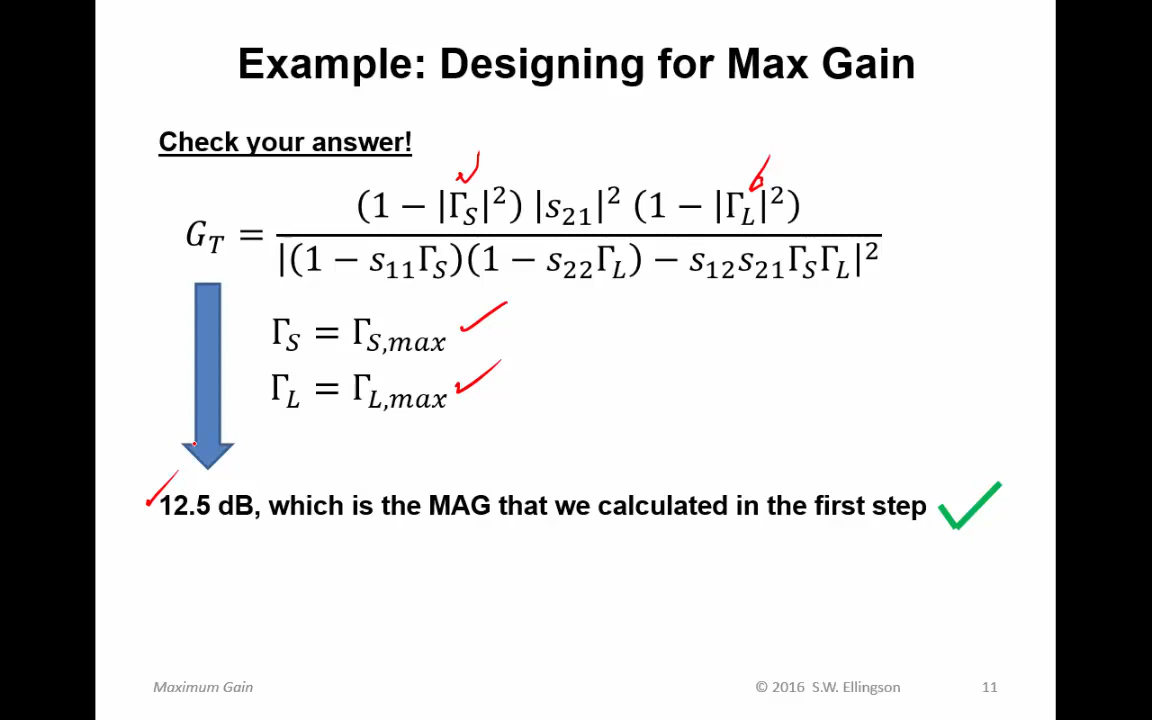 Example: Designing for Max Gain
Check your answer!
G_T = (1 − |Γ_S|²) |s₂₁|² (1 − |Γ_L|²) / |(1 − s₁₁Γ_S)(1 − s₂₂Γ_L) − s₁₂s₂₁Γ_SΓ_L|²
Γ_S = Γ_S,max
Γ_L = Γ_L,max
12.5 dB, which is the MAG that we calculated in the first step
Maximum Gain © 2016 S.W. Ellingson 11